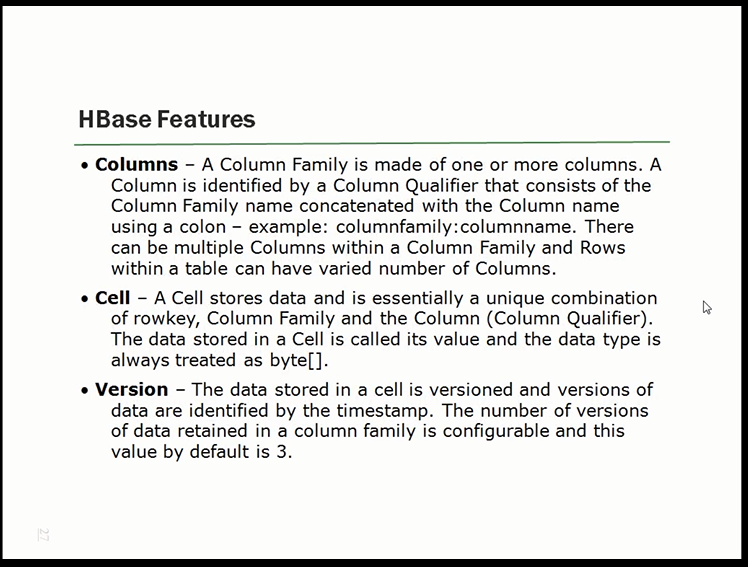 HBase Features
• Columns – A Column Family is made of one or more columns. A
Column is identified by a Column Qualifier that consists of the
Column Family name concatenated with the Column name
using a colon – example: columnfamily:columnname. There
can be multiple Columns within a Column Family and Rows
within a table can have varied number of Columns.
• Cell – A Cell stores data and is essentially a unique combination
of rowkey, Column Family and the Column (Column Qualifier).
The data stored in a Cell is called its value and the data type is
always treated as byte[].
• Version – The data stored in a cell is versioned and versions of
data are identified by the timestamp. The number of versions
of data retained in a column family is configurable and this
value by default is 3.
27